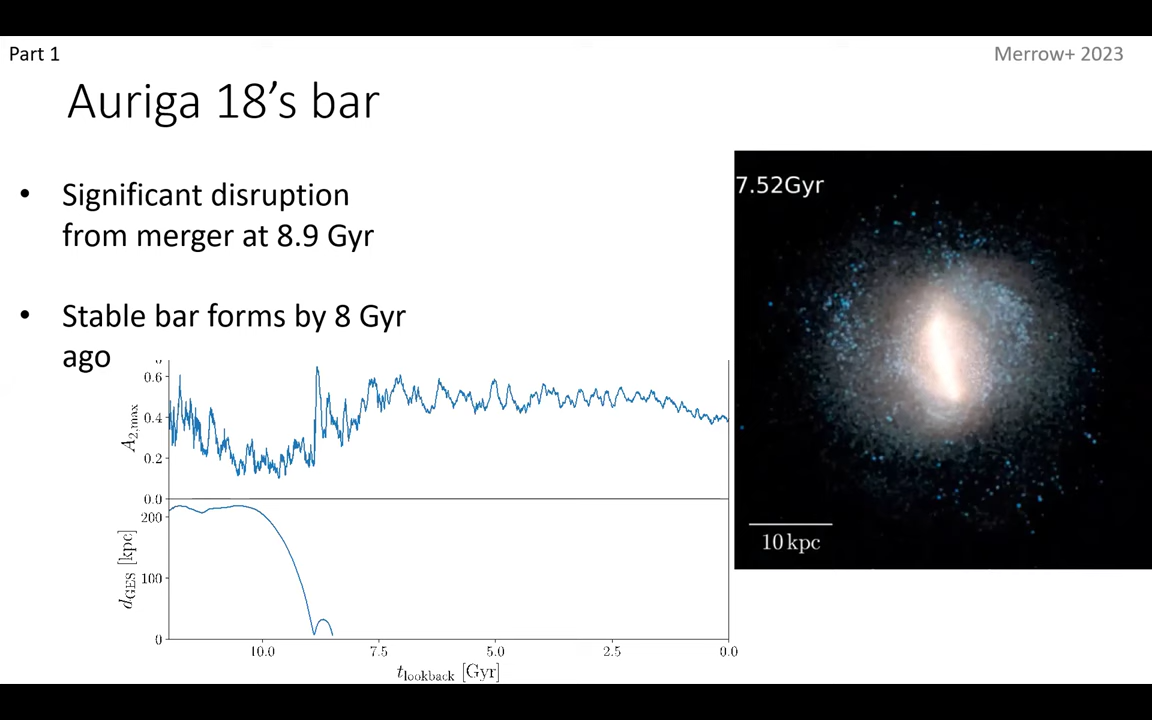 Part 1
Merrow+ 2023
Auriga 18's bar
• Significant disruption
from merger at 8.9 Gyr
• Stable bar forms by 8 Gyr
ago
7.52Gyr
10 kpc
A2,max
0.6
0.4
0.2
0.0
dGES [kpc]
200
100
0
10.0 7.5 5.0 2.5 0.0
tlookback [Gyr]